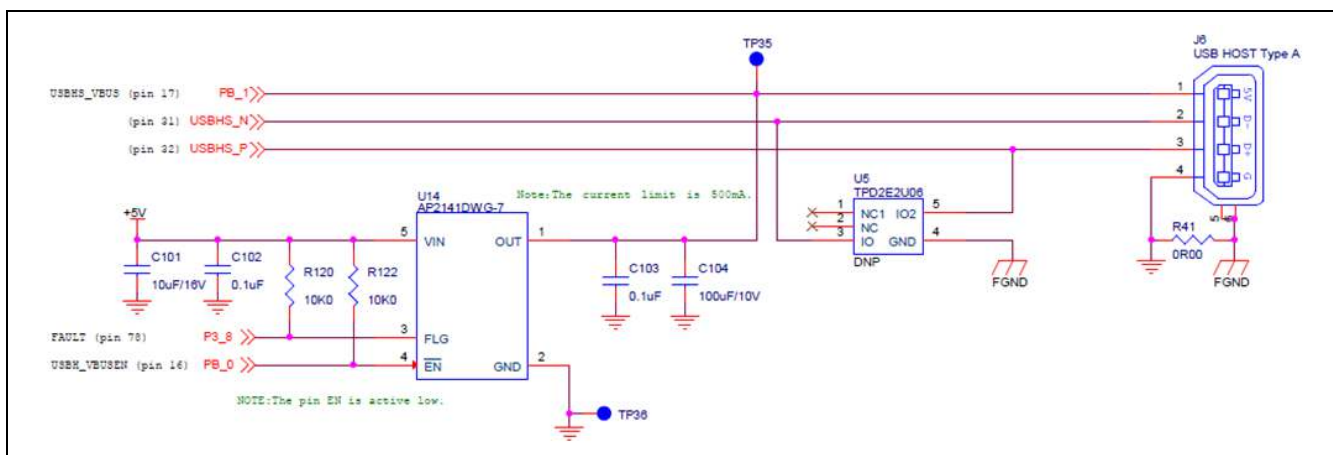 TP35
J6
USB HOST Type A
USBHS_VBUS (pin 17) PB_1
1
5V
(pin 31) USBHS_N
2
D-
(pin 32) USBHS_P
3
D+
4
G
5
6
U5
TPD2E2U06
1 NC1 IO2 5
2 NC
3 IO GND 4
DNP
FGND
R41
0R00
FGND
U14
AP2141DWG-7
Note:The current limit is 500mA.
+5V
5 VIN OUT 1
C101
10uF/16V
C102
0.1uF
R120
10K0
R122
10K0
C103
0.1uF
C104
100uF/10V
FAULT (pin 78) P3_8
3 FLG
USBH_VBUSEN (pin 16) PB_0
4 EN GND 2
NOTE:The pin EN is active low.
TP36